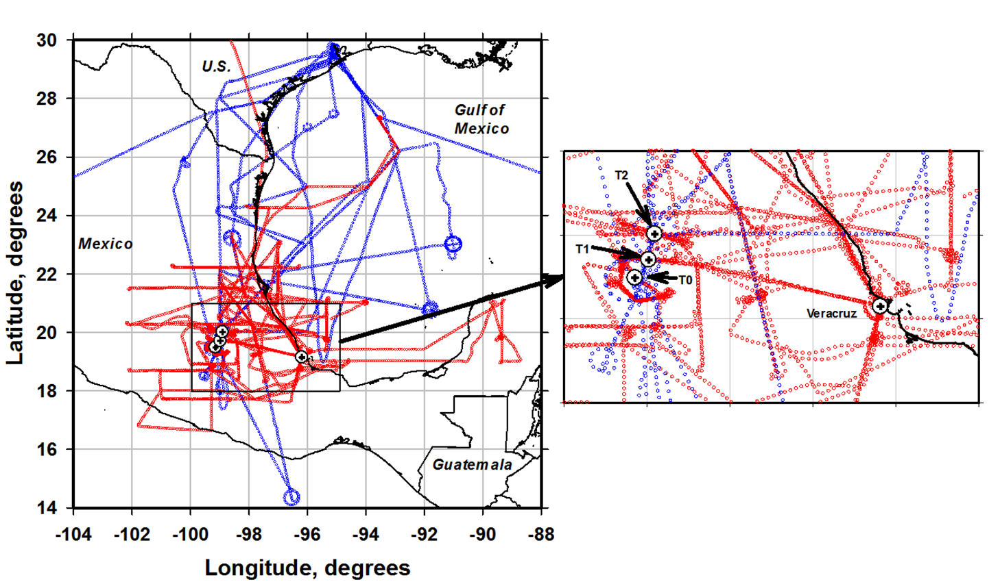 30
28
26
24
22
20
18
16
14
Latitude, degrees
-104
-102
-100
-98
-96
-94
-92
-90
-88
Longitude, degrees
U.S.
Gulf of
Mexico
Mexico
Guatemala
T2
T1
T0
Veracruz